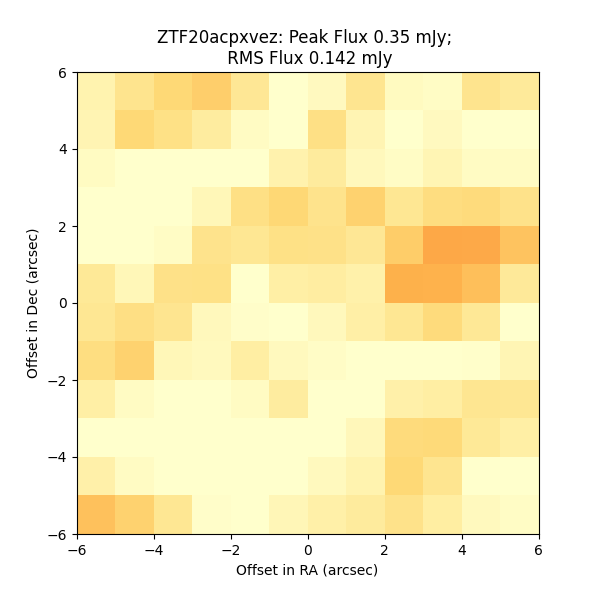 ZTF20acpxvez: Peak Flux 0.35 mJy;
RMS Flux 0.142 mJy
6
4
2
0
−2
−4
−6
Offset in Dec (arcsec)
−6 −4 −2 0 2 4 6
Offset in RA (arcsec)